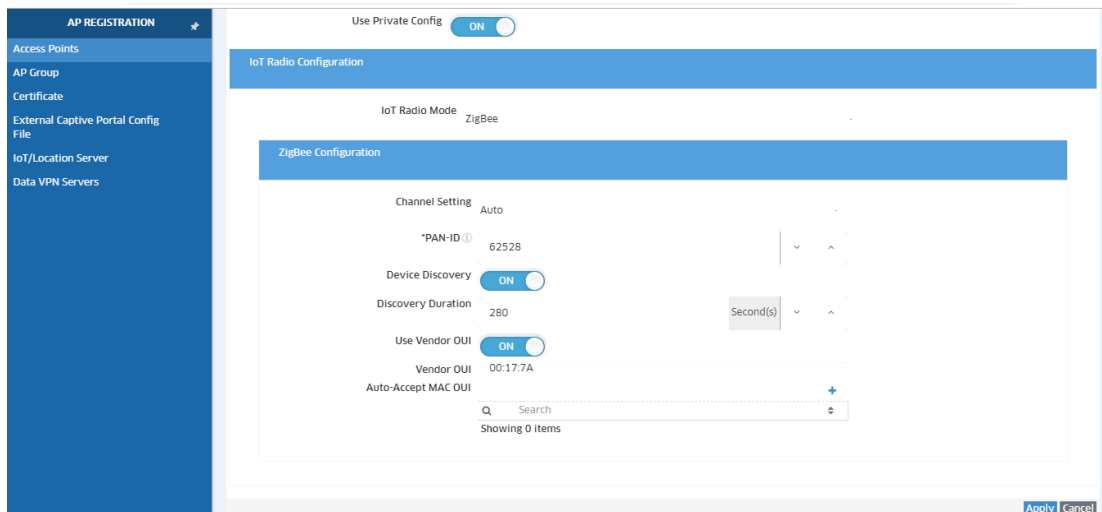 AP REGISTRATION
Access Points
AP Group
Certificate
External Captive Portal Config
File
IoT/Location Server
Data VPN Servers
Use Private Config ON
IoT Radio Configuration
IoT Radio Mode ZigBee
ZigBee Configuration
Channel Setting Auto
*PAN-ID 62528
Device Discovery ON
Discovery Duration 280 Second(s)
Use Vendor OUI ON
Vendor OUI 00:17:7A
Auto-Accept MAC OUI
Search
Showing 0 items
Apply Cancel